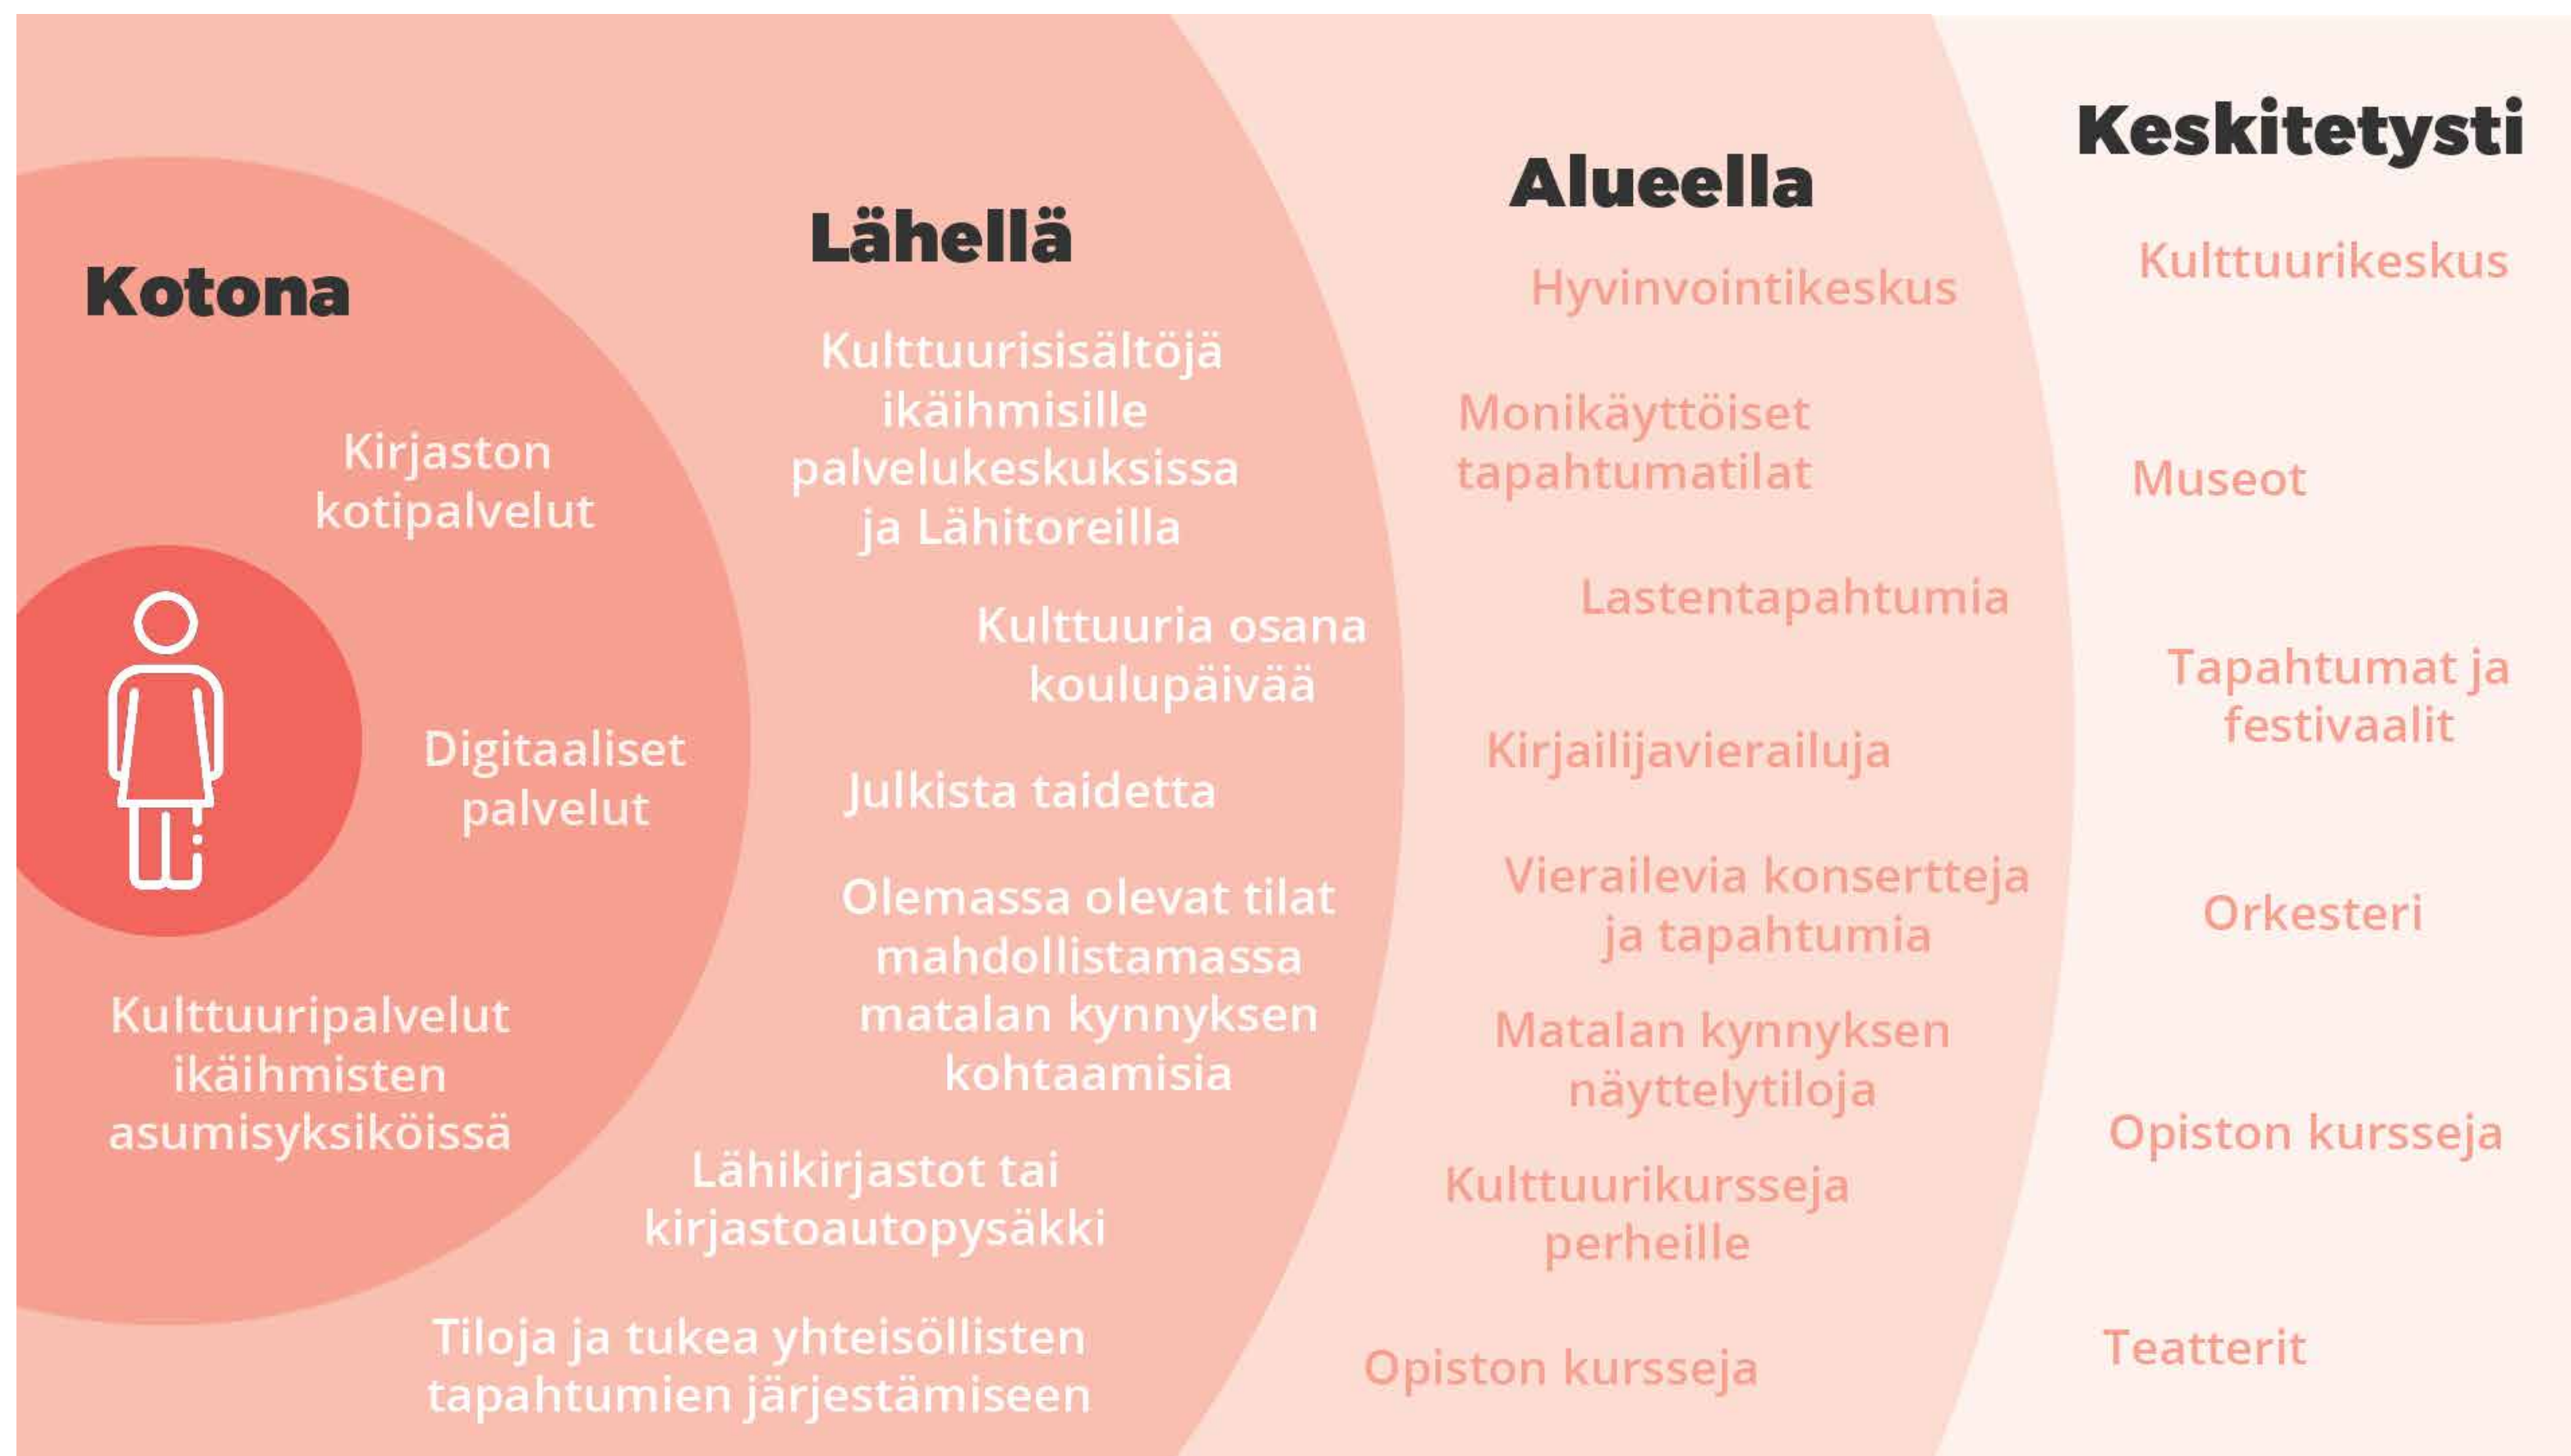 Kotona
Kirjaston
kotipalvelut
Digitaaliset
palvelut
Kulttuuripalvelut
ikäihmisten
asumisyksiköissä
Lähellä
Kulttuurisisältöjä
ikäihmisille
palvelukeskuksissa
ja Lähitoreilla
Kulttuuria osana
koulupäivää
Julkista taidetta
Olemassa olevat tilat
mahdollistamassa
matalan kynnyksen
kohtaamisia
Lähikirjastot tai
kirjastoautopysäkki
Tiloja ja tukea yhteisöllisten
tapahtumien järjestämiseen
Alueella
Hyvinvointikeskus
Monikäyttöiset
tapahtumatilat
Lastentapahtumia
Kirjailijavierailuja
Vierailevia konsertteja
ja tapahtumia
Matalan kynnyksen
näyttelytiloja
Kulttuurikursseja
perheille
Opiston kursseja
Keskitetysti
Kulttuurikeskus
Museot
Tapahtumat ja
festivaalit
Orkesteri
Opiston kursseja
Teatterit